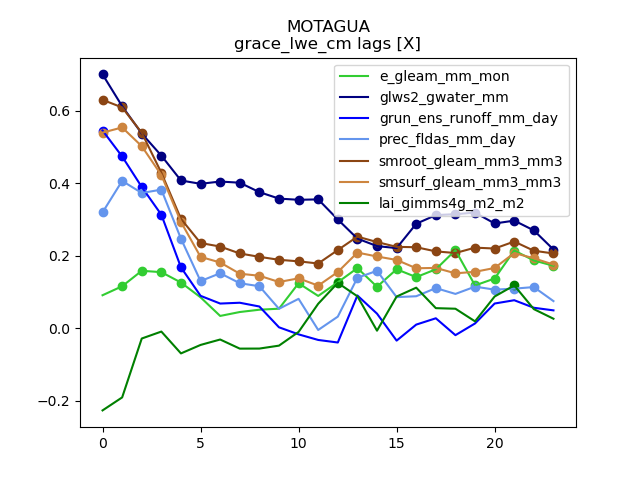 MOTAGUA
grace_lwe_cm lags [X]
e_gleam_mm_mon
glws2_gwater_mm
grun_ens_runoff_mm_day
prec_fldas_mm_day
smroot_gleam_mm3_mm3
smsurf_gleam_mm3_mm3
lai_gimms4g_m2_m2
0.6
0.4
0.2
0.0
−0.2
0 5 10 15 20